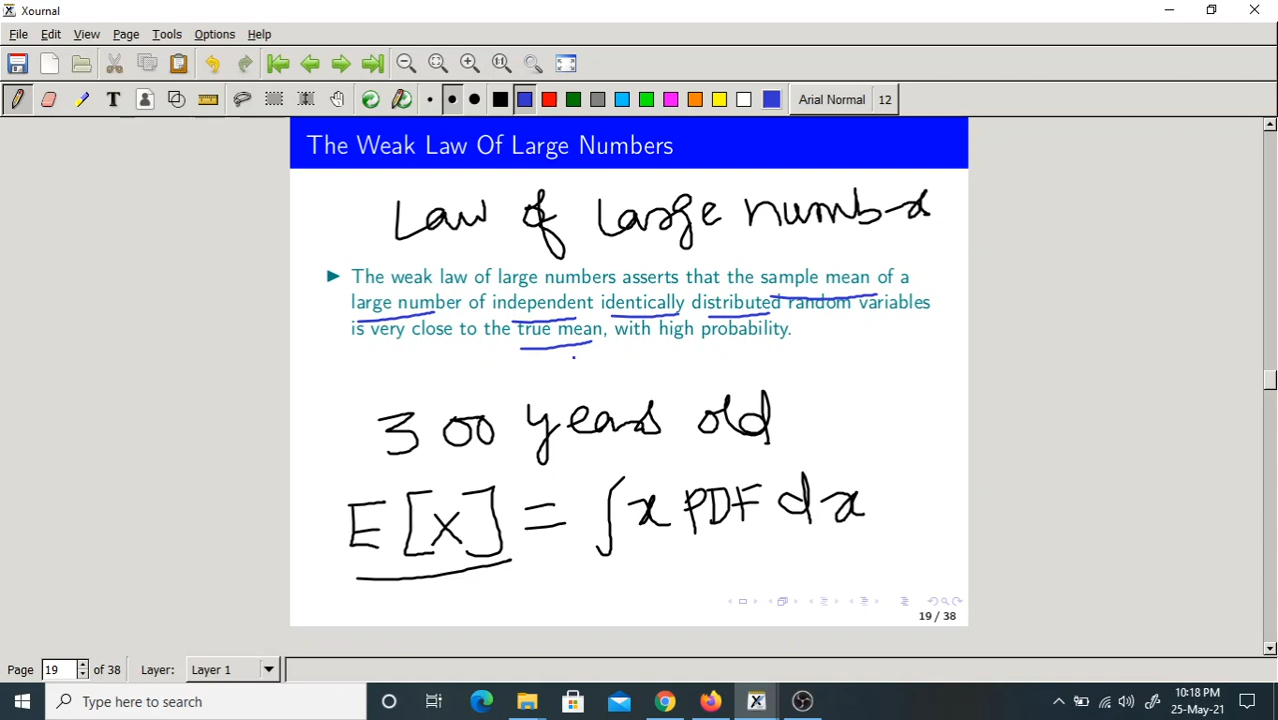 Xournal
File Edit View Page Tools Options Help
Arial Normal 12
The Weak Law Of Large Numbers
Law of Large numbers
The weak law of large numbers asserts that the sample mean of a
large number of independent identically distributed random variables
is very close to the true mean, with high probability.
300 years old
E[X] = ∫ x PDF dx
19 / 38
Page 19 of 38 Layer: Layer 1
Type here to search
10:18 PM
25-May-21